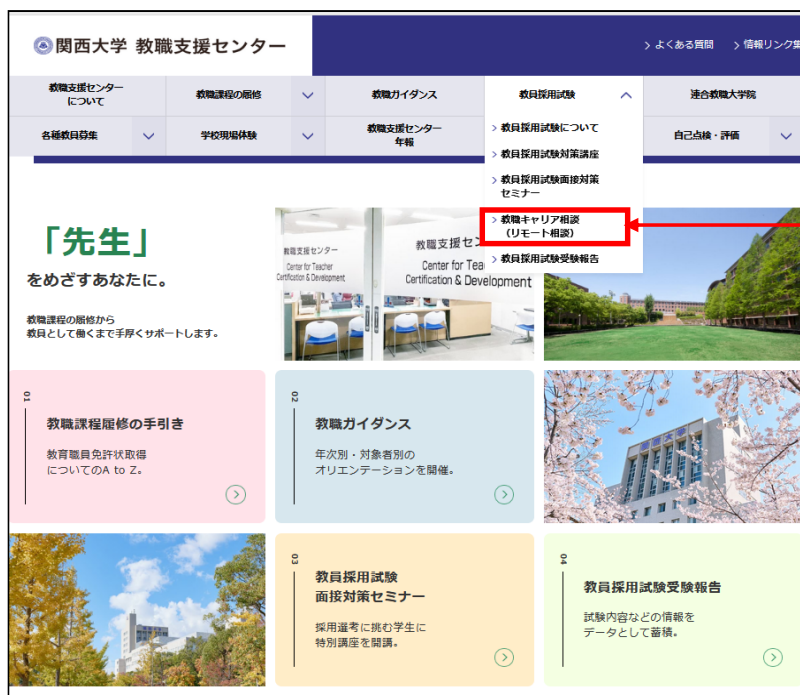 関西大学 教職支援センター
よくある質問
情報リンク集
教職支援センター
について
教職課程の履修
教職ガイダンス
教員採用試験
連合教職大学院
各種教員募集
学校現場体験
教職支援センター
年報
自己点検・評価
教員採用試験について
教員採用試験対策講座
教員採用試験面接対策
セミナー
教職キャリア相談
（リモート相談）
教員採用試験受験報告
「先生」
をめざすあなたに。
教職課程の履修から
教員として働くまで手厚くサポートします。
教職支援センター
Center for Teacher
Certification & Development
教職支援セン
Center for Tea
Certification & Development
01
教職課程履修の手引き
教育職員免許状取得
についてのA to Z。
02
教職ガイダンス
年次別・対象者別の
オリエンテーションを開催。
関西大学
03
教員採用試験
面接対策セミナー
採用選考に挑む学生に
特別講座を開講。
04
教員採用試験受験報告
試験内容などの情報を
データとして蓄積。